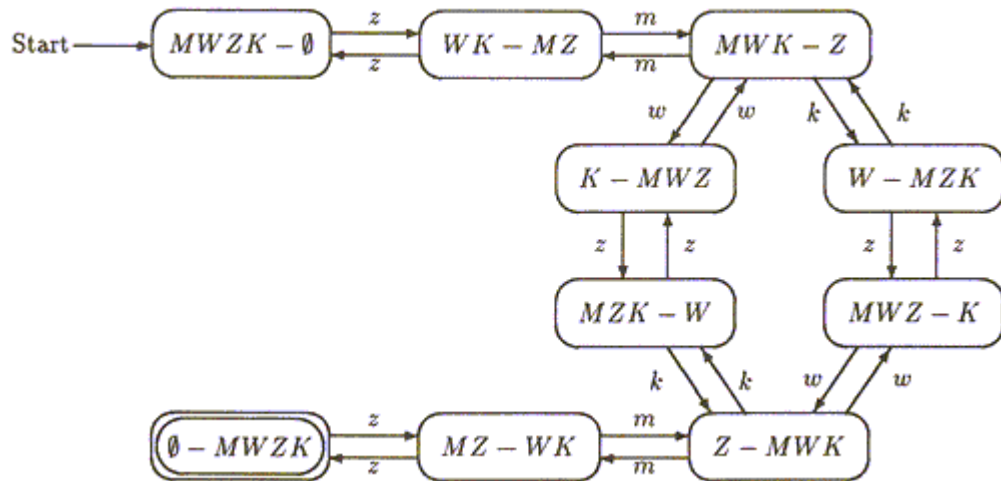 z m
Start MWZK – ∅ WK – MZ MWK – Z
z m
w w k k
K – MWZ W – MZK
z z z z
MZK – W MWZ – K
k k w w
z m
∅ – MWZK MZ – WK Z – MWK
z m